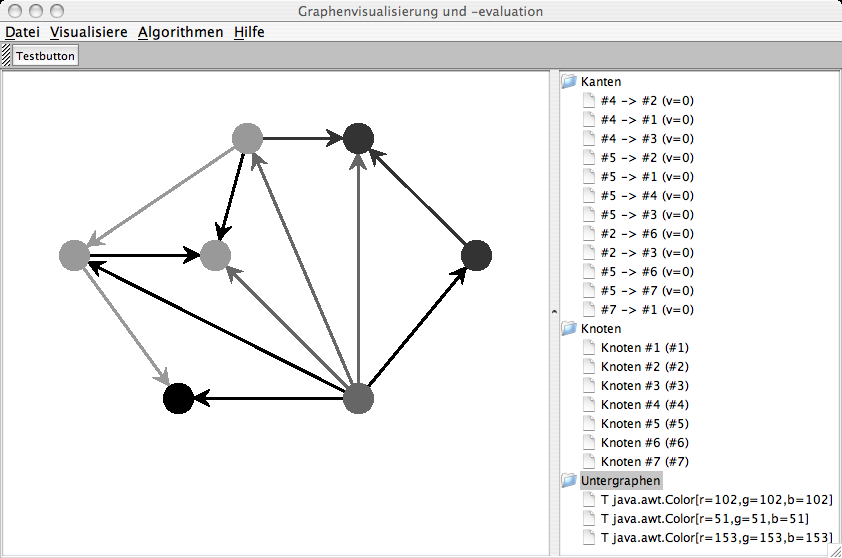 Graphenvisualisierung und -evaluation
Datei Visualisiere Algorithmen Hilfe
Testbutton
Kanten
#4 -> #2 (v=0)
#4 -> #1 (v=0)
#4 -> #3 (v=0)
#5 -> #2 (v=0)
#5 -> #1 (v=0)
#5 -> #4 (v=0)
#5 -> #3 (v=0)
#2 -> #6 (v=0)
#2 -> #3 (v=0)
#5 -> #6 (v=0)
#5 -> #7 (v=0)
#7 -> #1 (v=0)
Knoten
Knoten #1 (#1)
Knoten #2 (#2)
Knoten #3 (#3)
Knoten #4 (#4)
Knoten #5 (#5)
Knoten #6 (#6)
Knoten #7 (#7)
Untergraphen
T java.awt.Color[r=102,g=102,b=102]
T java.awt.Color[r=51,g=51,b=51]
T java.awt.Color[r=153,g=153,b=153]